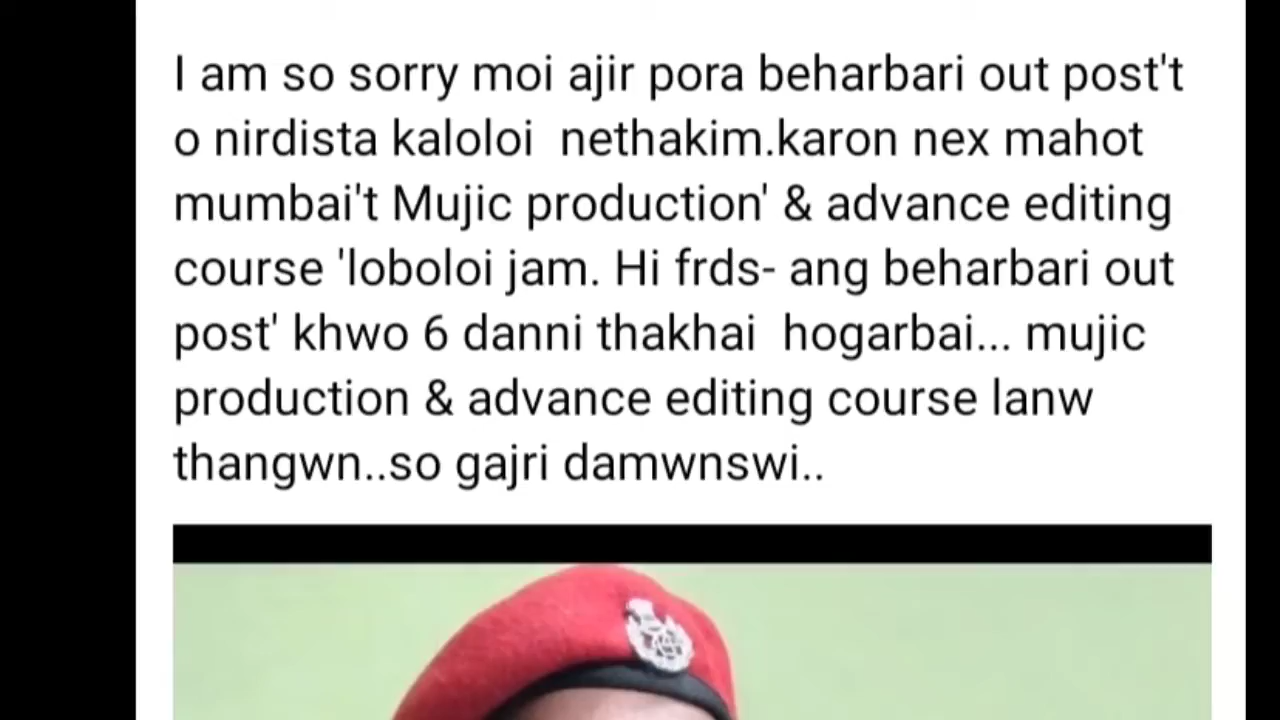 I am so sorry moi ajir pora beharbari out post't
o nirdista kaloloi  nethakim.karon nex mahot
mumbai't Mujic production' & advance editing
course 'loboloi jam. Hi frds- ang beharbari out
post' khwo 6 danni thakhai  hogarbai... mujic
production & advance editing course lanw
thangwn..so gajri damwnswi..